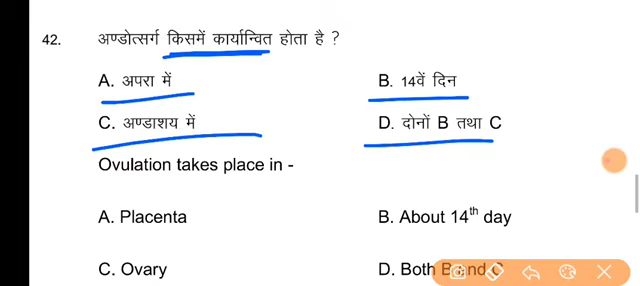 42. अण्डोत्सर्ग किसमें कार्यान्वित होता है ?
A. अपरा में B. 14वें दिन
C. अण्डाशय में D. दोनों B तथा C
Ovulation takes place in -
A. Placenta B. About 14th day
C. Ovary D. Both B and C